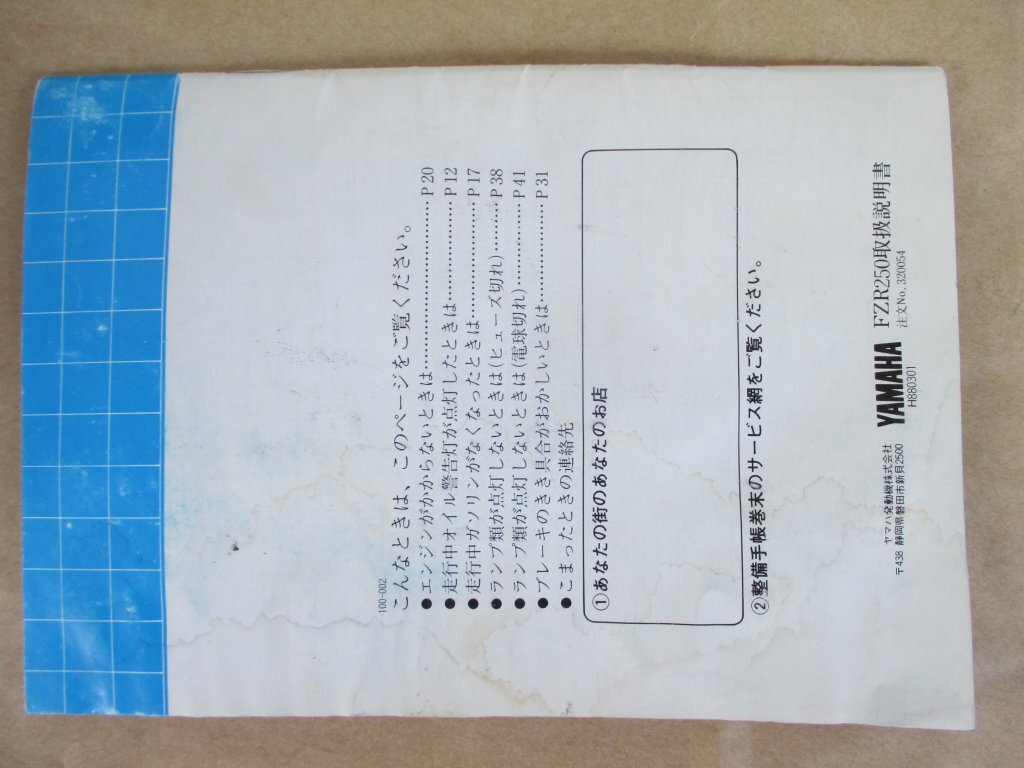 100-002
こんなときは、このページをご覧ください。
●エンジンがかからないときは…………………………P20
●走行中オイル警告灯が点灯したときは………………P12
●走行中ガソリンがなくなったときは…………………P17
●ランプ類が点灯しないときは(ヒューズ切れ)………P38
●ランプ類が点灯しないときは(電球切れ)……………P41
●ブレーキのきき具合がおかしいときは………………P31
●こまったときの連絡先
①あなたの街のあなたのお店
②整備手帳巻末のサービス網をご覧ください。
ヤマハ発動機株式会社
〒438 静岡県磐田市新貝2500
YAMAHA
H880301
FZR250取扱説明書
注文No. 320054